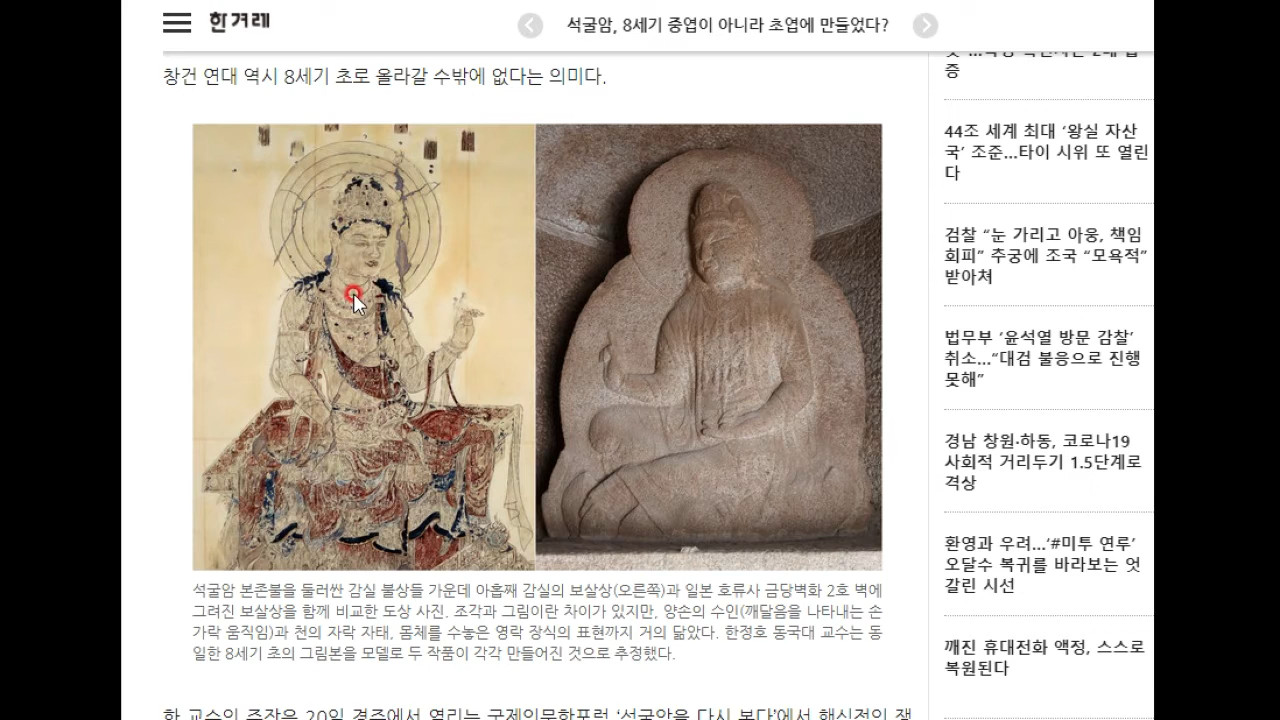 한겨레
석굴암, 8세기 중엽이 아니라 초엽에 만들었다?
창건 연대 역시 8세기 초로 올라갈 수밖에 없다는 의미다.
석굴암 본존불을 둘러싼 감실 불상들 가운데 아홉째 감실의 보살상(오른쪽)과 일본 호류사 금당벽화 2호 벽에
그려진 보살상을 함께 비교한 도상 사진. 조각과 그림이란 차이가 있지만, 양손의 수인(깨달음을 나타내는 손
가락 움직임)과 천의 자락 자태, 몸체를 수놓은 영락 장식의 표현까지 거의 닮았다. 한정호 동국대 교수는 동
일한 8세기 초의 그림본을 모델로 두 작품이 각각 만들어진 것으로 추정했다.
한 교수의 주장은 20일 경주에서 열리는 국제인문학포럼 ‘석굴암을 다시 본다’에서 핵심적인 쟁
증
44조 세계 최대 ‘왕실 자산
국’ 조준…타이 시위 또 열린
다
검찰 “눈 가리고 아웅, 책임
회피” 추궁에 조국 “모욕적”
받아쳐
법무부 ‘윤석열 방문 감찰’
취소…“대검 불응으로 진행
못해”
경남 창원·하동, 코로나19
사회적 거리두기 1.5단계로
격상
환영과 우려…‘#미투 연루’
오달수 복귀를 바라보는 엇
갈린 시선
깨진 휴대전화 액정, 스스로
복원된다